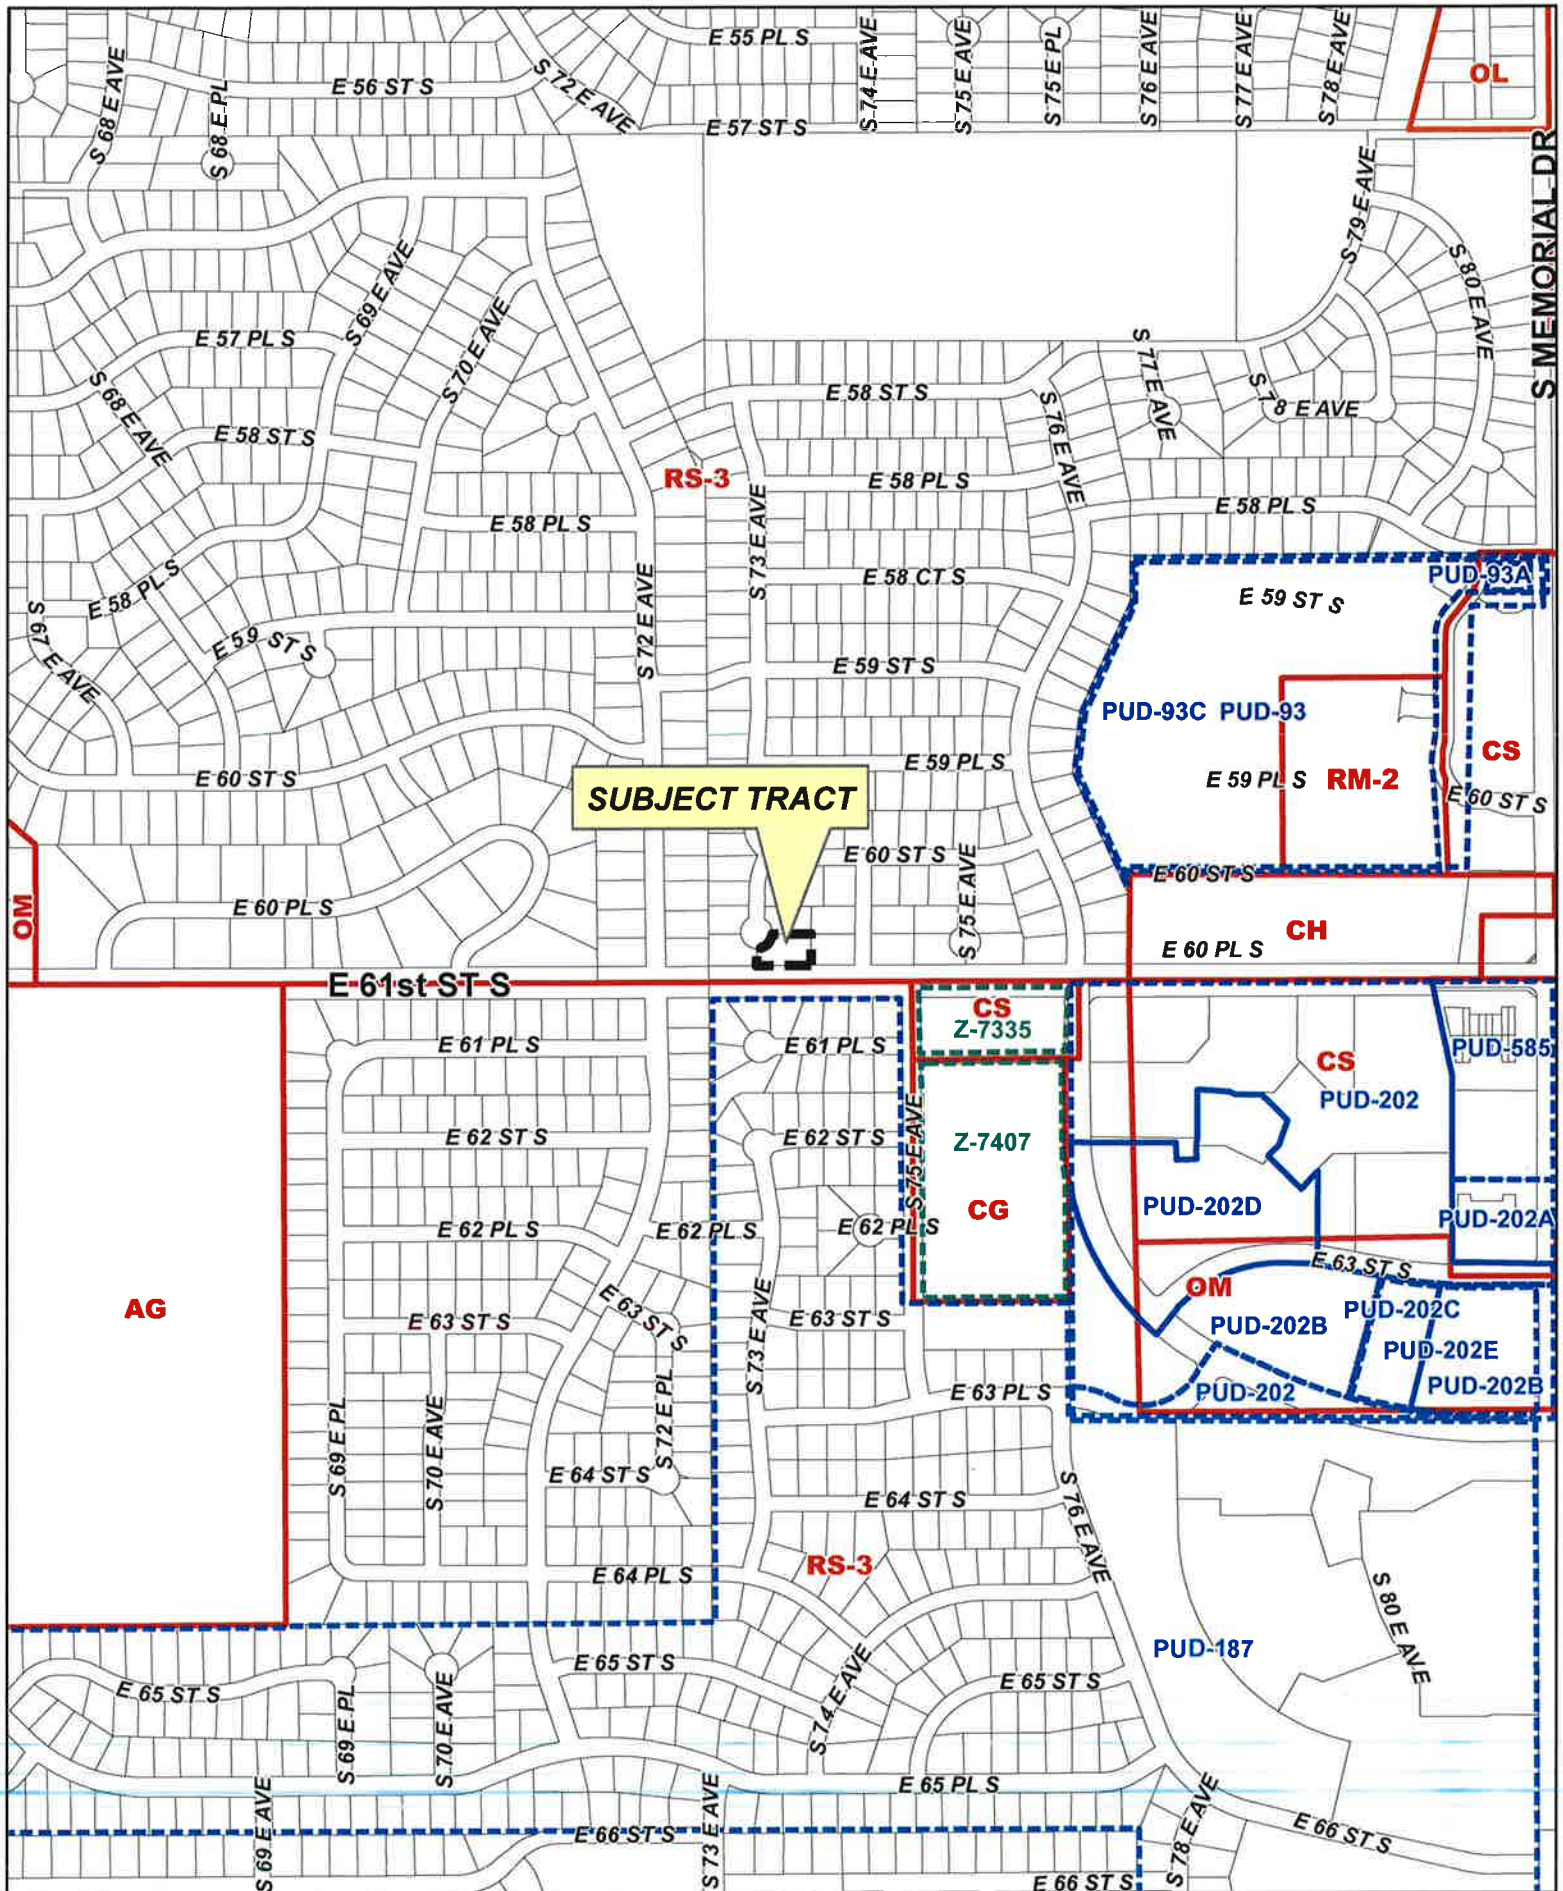 E 55 PL S
S 74 E AVE
S 75 E AVE
S 75 E PL
S 76 E AVE
S 77 E AVE
S 78 E AVE
OL
S 68 E AVE
S 68 E PL
E 56 ST S
S 72 E AVE
E 57 ST S
S MEMORIAL DR
S 79 E AVE
S 80 E AVE
S 69 E AVE
E 57 PL S
S 70 E AVE
S 77 E AVE
S 78 E AVE
S 68 E AVE
E 58 ST S
E 58 ST S
S 76 E AVE
RS-3
E 58 PL S
E 58 PL S
E 58 PL S
S 73 E AVE
E 58 PL S
E 58 CT S
S 72 E AVE
S 67 E AVE
E 59 ST S
E 59 ST S
PUD-93A
E 59 ST S
PUD-93C
PUD-93
CS
E 59 PL S
E 59 PL S
RM-2
E 60 ST S
E 60 ST S
SUBJECT TRACT
E 60 ST S
S 75 E AVE
E 60 ST S
OM
E 60 PL S
CH
E 60 PL S
E 61st ST S
CS
Z-7335
E 61 PL S
E 61 PL S
CS
PUD-585
PUD-202
E 62 ST S
E 62 ST S
S 75 E AVE
Z-7407
CG
PUD-202D
PUD-202A
E 62 PL S
E 62 PL S
E 62 PL S
E 63 ST S
OM
AG
E 63 ST S
E 63 ST S
S 73 E AVE
E 63 ST S
PUD-202B
PUD-202C
PUD-202E
PUD-202B
PUD-202
E 63 PL S
S 69 E PL
S 70 E AVE
S 72 E PL
E 64 ST S
E 64 ST S
S 76 E AVE
RS-3
E 64 PL S
S 80 E AVE
PUD-187
E 65 ST S
E 65 ST S
E 65 ST S
S 69 E PL
S 70 E AVE
S 74 E AVE
E 65 PL S
S 69 E AVE
S 73 E AVE
S 78 E AVE
E 66 ST S
E 66 ST S
E 66 ST S